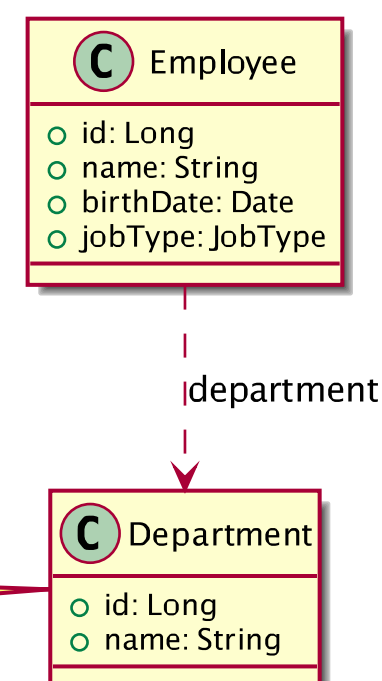 C Employee
id: Long
name: String
birthDate: Date
jobType: JobType
department
C Department
id: Long
name: String